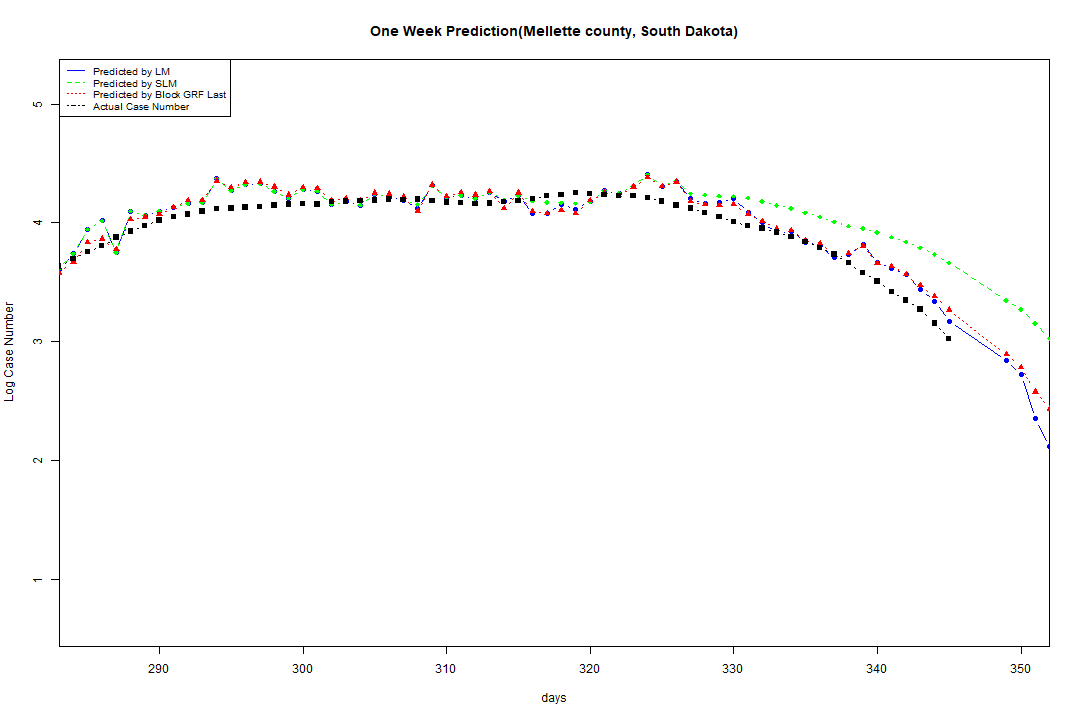 One Week Prediction(Mellette county, South Dakota)
Predicted by LM
Predicted by SLM
Predicted by Block GRF Last
Actual Case Number
5
4
3
2
1
Log Case Number
290 300 310 320 330 340 350
days